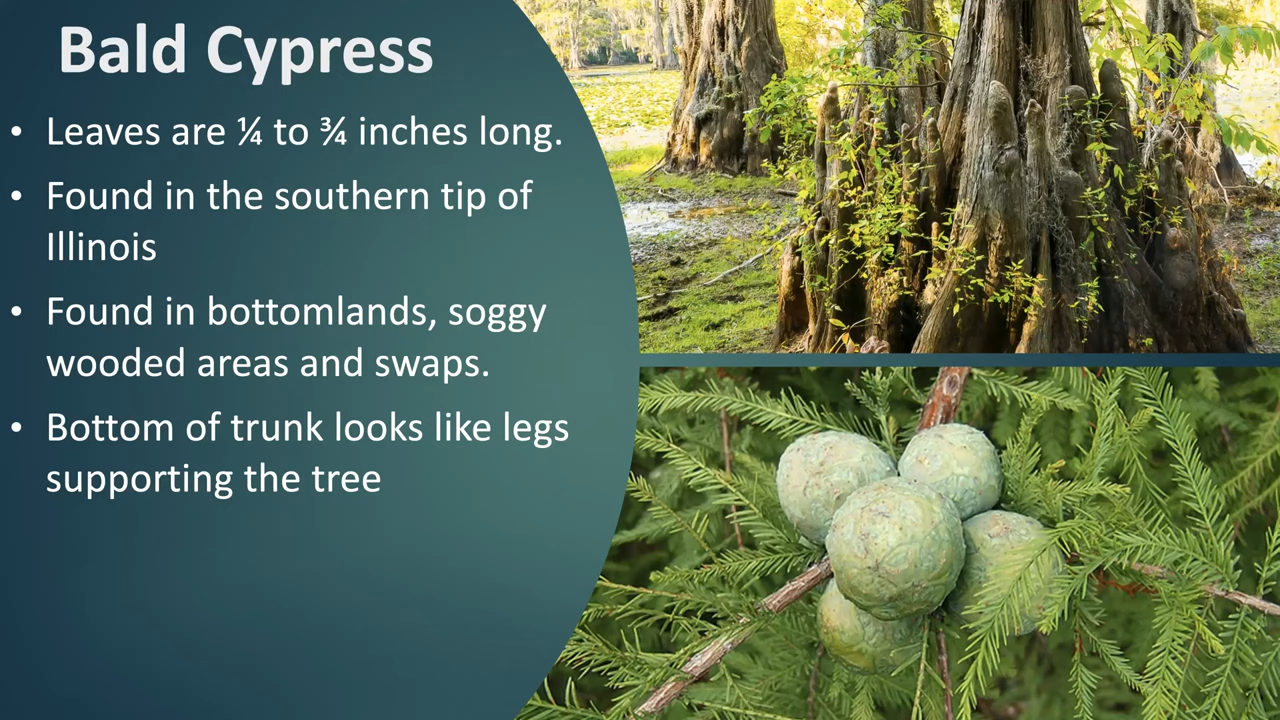 Bald Cypress
• Leaves are ¼ to ¾ inches long.
• Found in the southern tip of
Illinois
• Found in bottomlands, soggy
wooded areas and swaps.
• Bottom of trunk looks like legs
supporting the tree